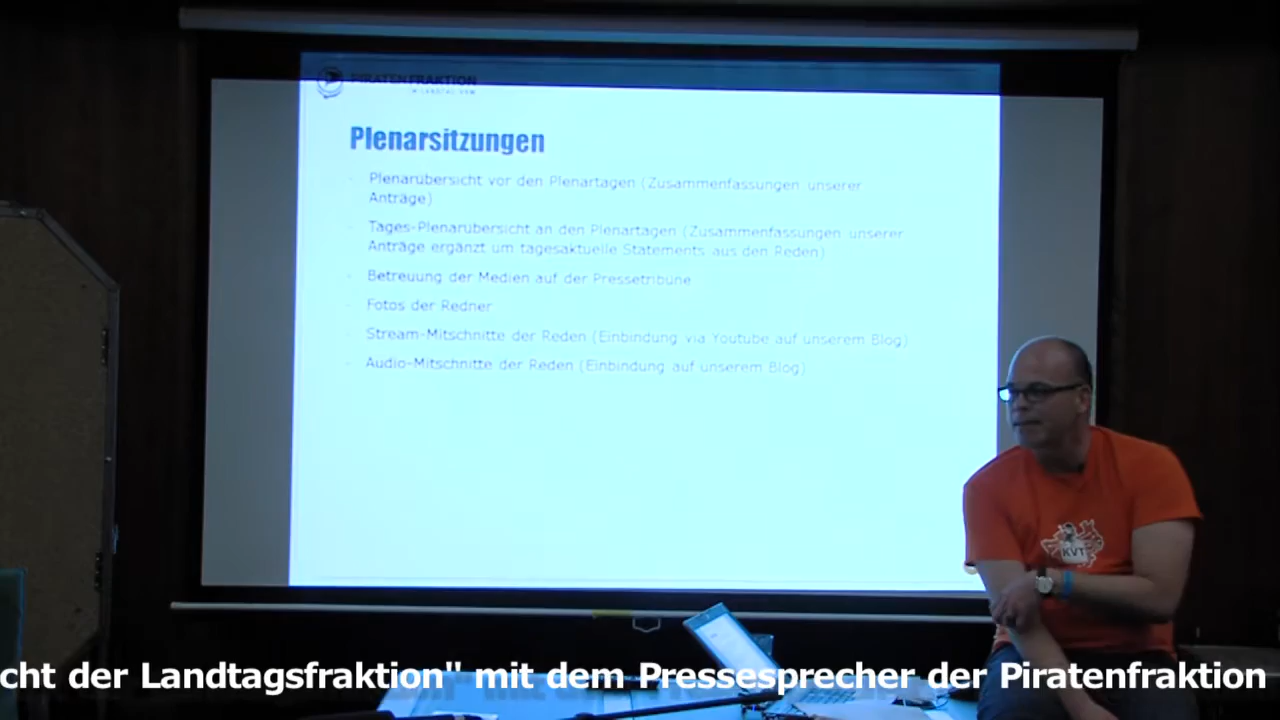 PIRATENFRAKTION
IM LANDTAG NRW
Plenarsitzungen
- Plenarübersicht vor den Plenartagen (Zusammenfassungen unserer
Anträge)
- Tages-Plenarübersicht an den Plenartagen (Zusammenfassungen unserer
Anträge ergänzt um tagesaktuelle Statements aus den Reden)
- Betreuung der Medien auf der Pressetribüne
- Fotos der Redner
- Stream-Mitschnitte der Reden (Einbindung via Youtube auf unserem Blog)
- Audio-Mitschnitte der Reden (Einbindung auf unserem Blog)
KVT
cht der Landtagsfraktion" mit dem Pressesprecher der Piratenfraktion